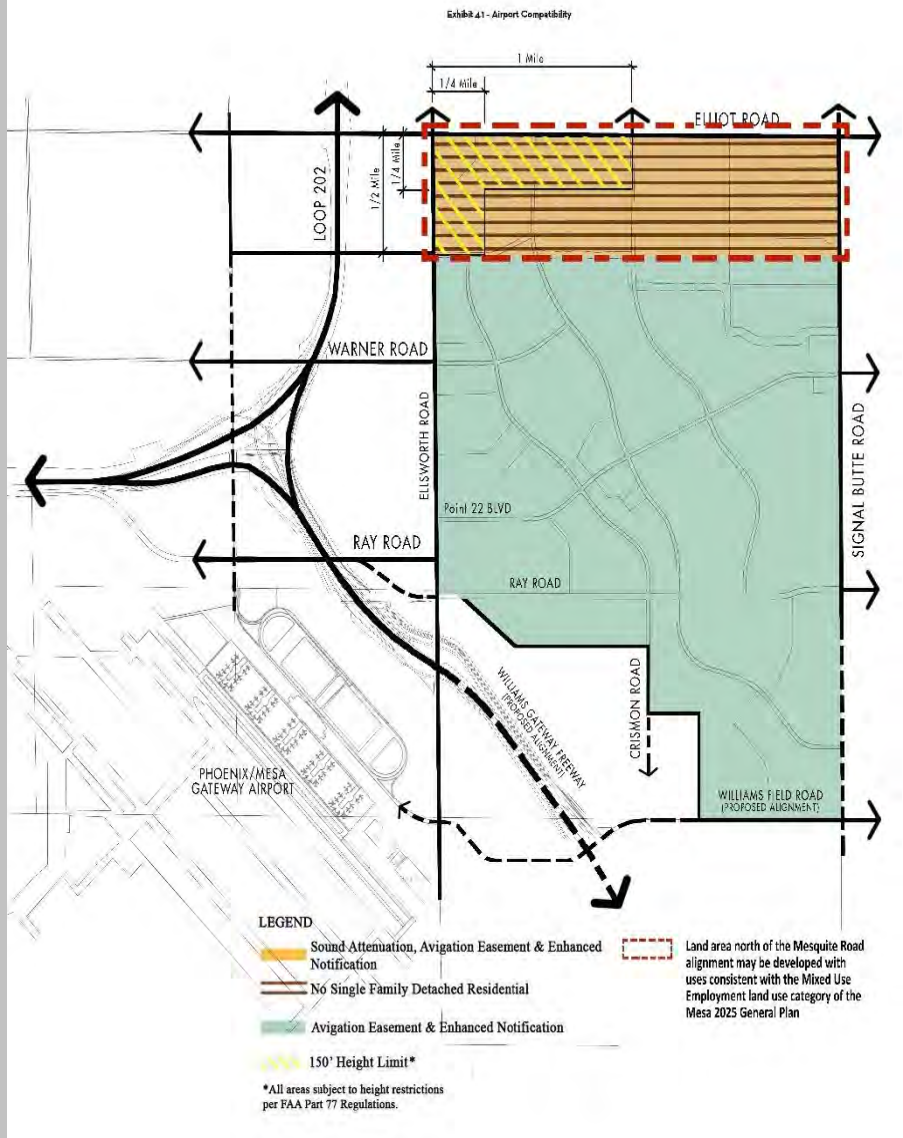 Exhibit 41 - Airport Compatibility
1 Mile
1/4 Mile
ELLIOT ROAD
1/4 Mile
1/2 Mile
LOOP 202
WARNER ROAD
ELLSWORTH ROAD
SIGNAL BUTTE ROAD
Point 22 BLVD
RAY ROAD
RAY ROAD
CRISMON ROAD
WILLIAMS GATEWAY FREEWAY
(PROPOSED ALIGNMENT)
PHOENIX/MESA
GATEWAY AIRPORT
WILLIAMS FIELD ROAD
(PROPOSED ALIGNMENT)
LEGEND
Sound Attenuation, Avigation Easement & Enhanced
Notification
No Single Family Detached Residential
Avigation Easement & Enhanced Notification
150' Height Limit*
*All areas subject to height restrictions
per FAA Part 77 Regulations.
Land area north of the Mesquite Road
alignment may be developed with
uses consistent with the Mixed Use
Employment land use category of the
Mesa 2025 General Plan